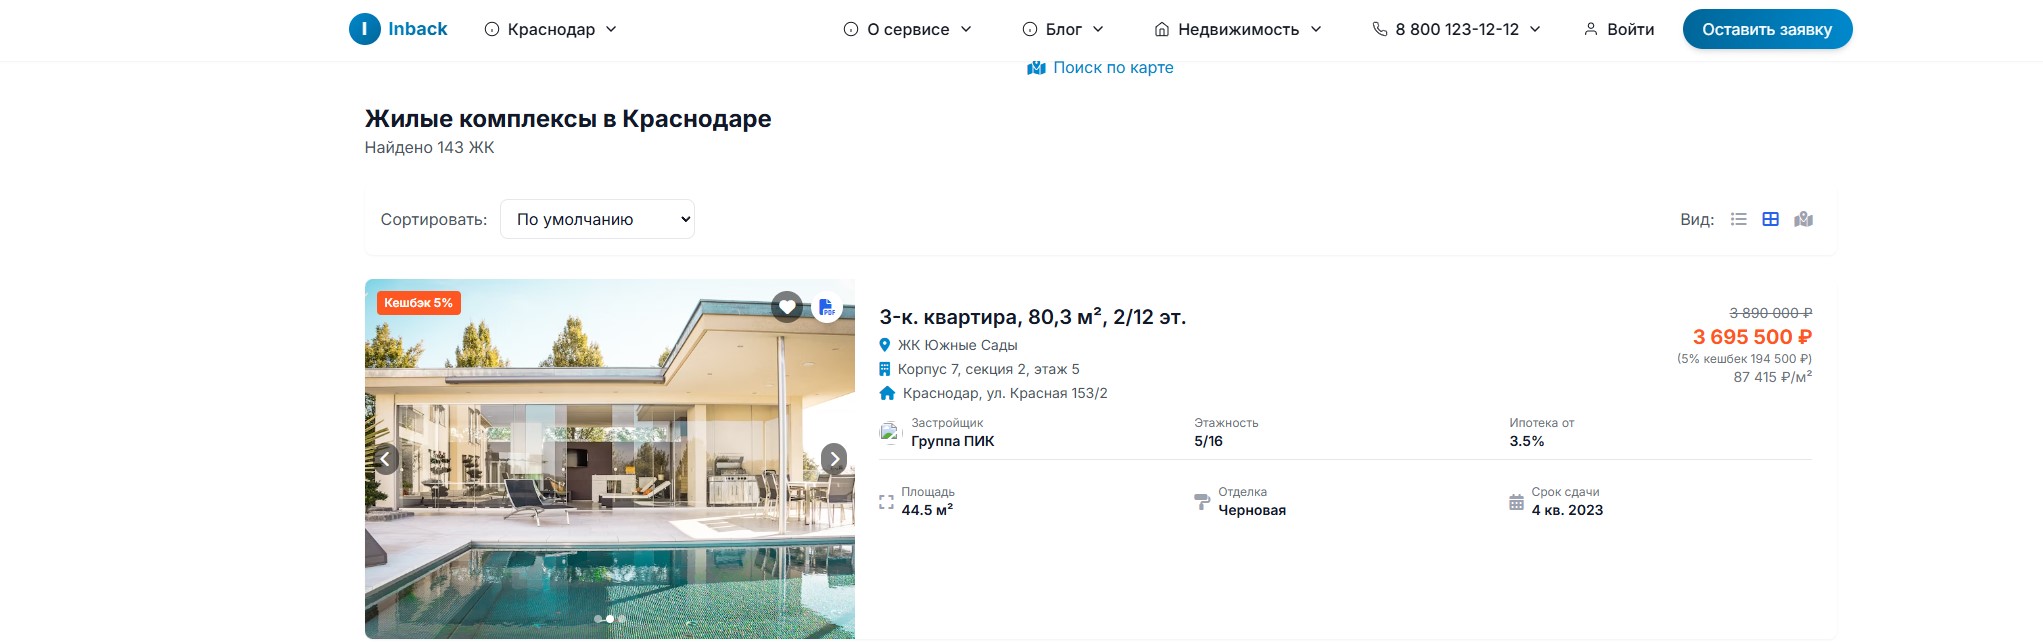 I Inback Краснодар О сервисе Блог Недвижимость 8 800 123-12-12 Войти Оставить заявку
Поиск по карте
Жилые комплексы в Краснодаре
Найдено 143 ЖК
Сортировать: По умолчанию Вид:
Кешбэк 5%
PDF
3-к. квартира, 80,3 м², 2/12 эт.
ЖК Южные Сады
Корпус 7, секция 2, этаж 5
Краснодар, ул. Красная 153/2
3 890 000 ₽
3 695 500 ₽
(5% кешбек 194 500 ₽)
87 415 ₽/м²
Застройщик Этажность Ипотека от
Группа ПИК 5/16 3.5%
Площадь Отделка Срок сдачи
44.5 м² Черновая 4 кв. 2023